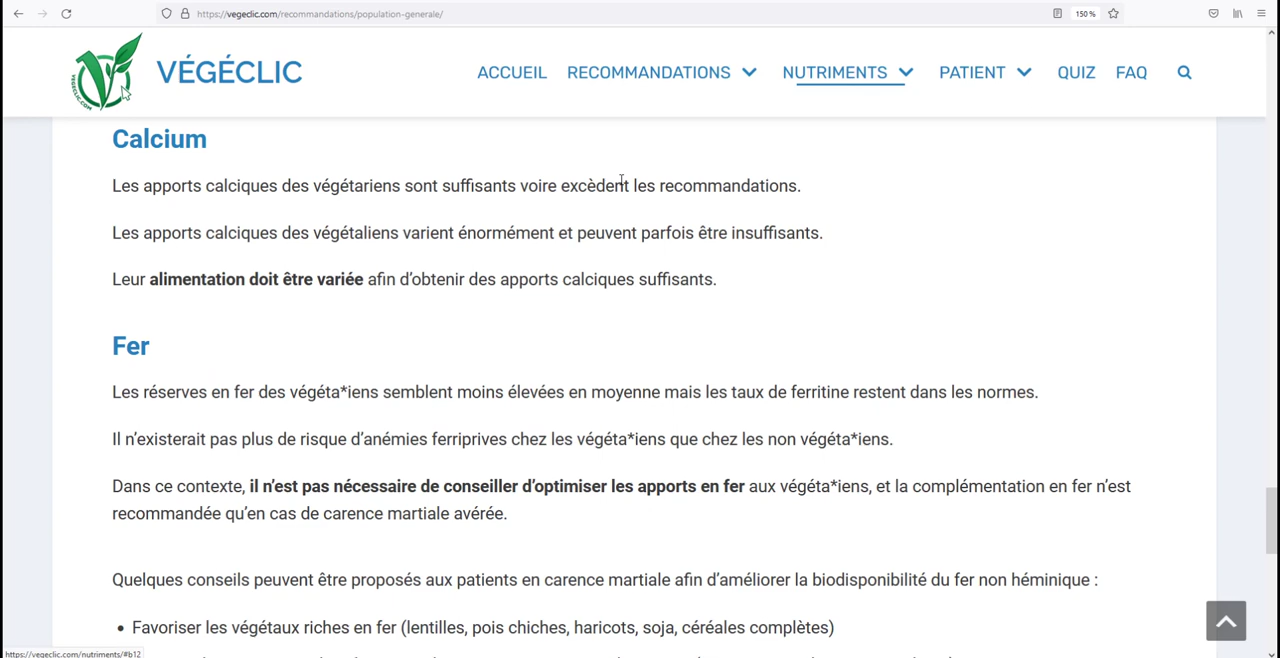 https://vegeclic.com/recommandations/population-generale/
150 %
VÉGÉCLIC
VEGECLIC.COM
ACCUEIL RECOMMANDATIONS NUTRIMENTS PATIENT QUIZ FAQ
Calcium
Les apports calciques des végétariens sont suffisants voire excèdent les recommandations.
Les apports calciques des végétaliens varient énormément et peuvent parfois être insuffisants.
Leur alimentation doit être variée afin d’obtenir des apports calciques suffisants.
Fer
Les réserves en fer des végéta*iens semblent moins élevées en moyenne mais les taux de ferritine restent dans les normes.
Il n’existerait pas plus de risque d’anémies ferriprives chez les végéta*iens que chez les non végéta*iens.
Dans ce contexte, il n’est pas nécessaire de conseiller d’optimiser les apports en fer aux végéta*iens, et la complémentation en fer n’est
recommandée qu’en cas de carence martiale avérée.
Quelques conseils peuvent être proposés aux patients en carence martiale afin d’améliorer la biodisponibilité du fer non héminique :
• Favoriser les végétaux riches en fer (lentilles, pois chiches, haricots, soja, céréales complètes)
https://vegeclic.com/nutriments/#b12